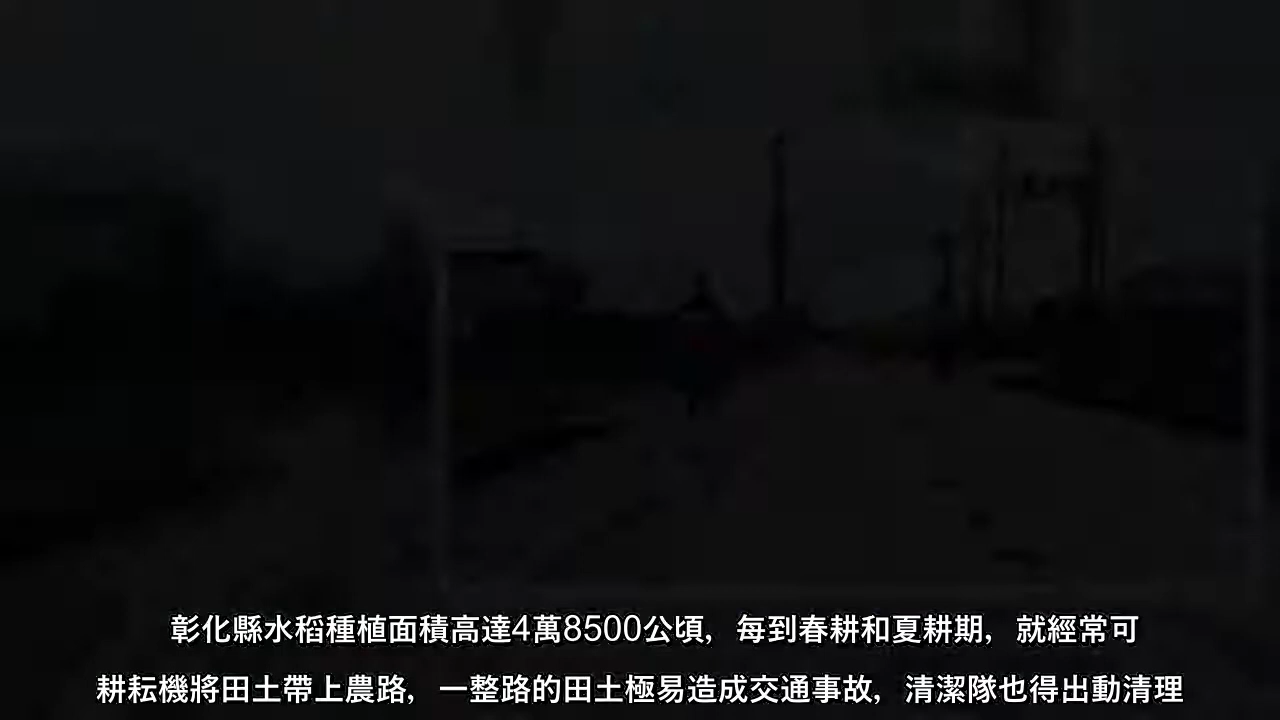 彰化縣水稻種植面積高達4萬8500公頃，每到春耕和夏耕期，就經常可
耕耘機將田土帶上農路，一整路的田土極易造成交通事故，清潔隊也得出動清理